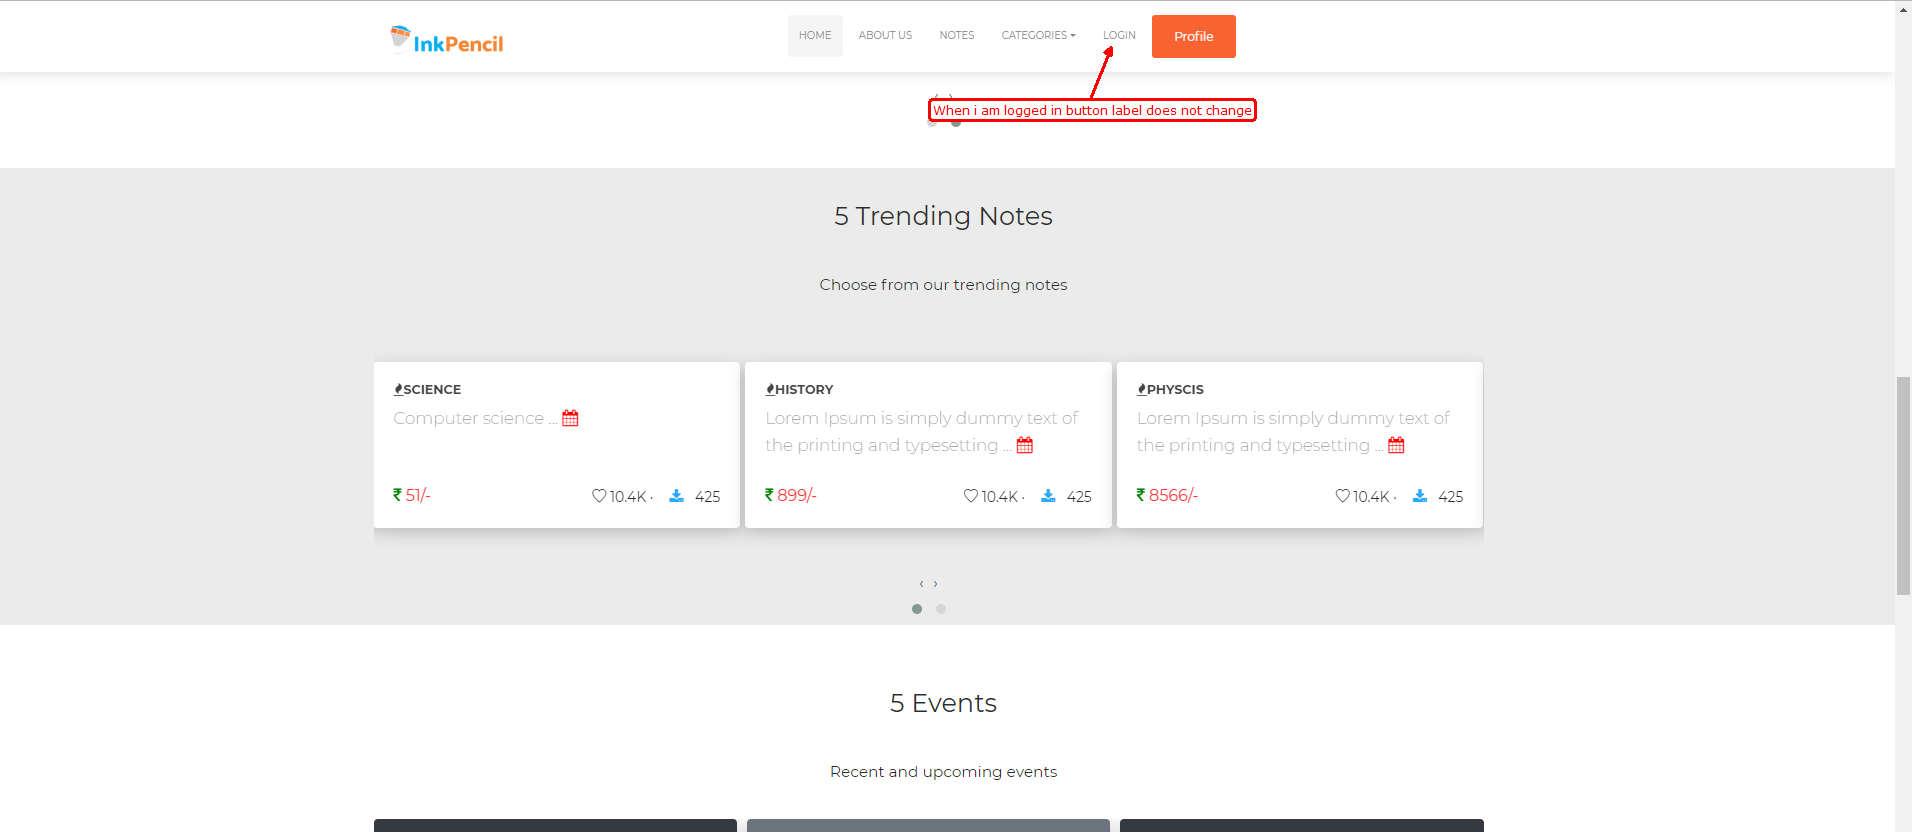 InkPencil
HOME ABOUT US NOTES CATEGORIES LOGIN Profile
When i am logged in button label does not change
5 Trending Notes
Choose from our trending notes
SCIENCE
Computer science ...
₹ 51/- 10.4K · 425
HISTORY
Lorem Ipsum is simply dummy text of
the printing and typesetting ...
₹ 899/- 10.4K · 425
PHYSCIS
Lorem Ipsum is simply dummy text of
the printing and typesetting ...
₹ 8566/- 10.4K · 425
‹ ›
5 Events
Recent and upcoming events